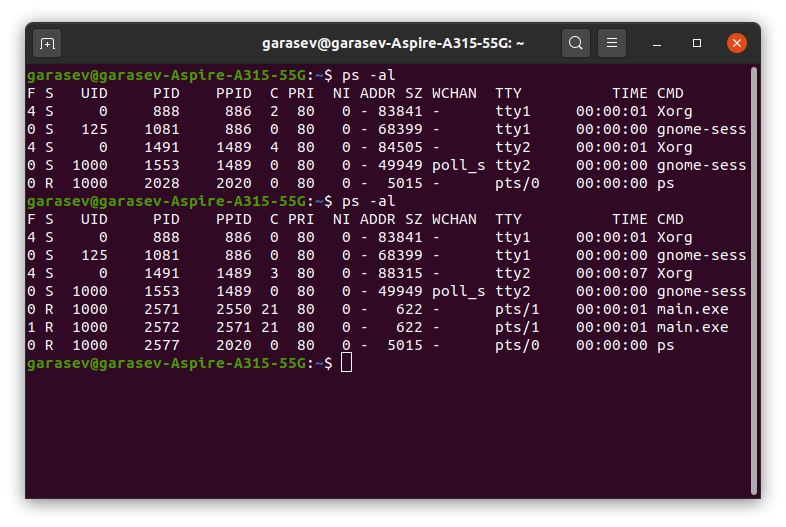 garasev@garasev-Aspire-A315-55G: ~
garasev@garasev-Aspire-A315-55G:~$ ps -al
F S   UID     PID    PPID  C PRI  NI ADDR SZ WCHAN  TTY          TIME CMD
4 S     0     888     886  2  80   0 - 83841 -      tty1     00:00:01 Xorg
0 S   125    1081     886  0  80   0 - 68399 -      tty1     00:00:00 gnome-sess
4 S     0    1491    1489  4  80   0 - 84505 -      tty2     00:00:01 Xorg
0 S  1000    1553    1489  0  80   0 - 49949 poll_s tty2     00:00:00 gnome-sess
0 R  1000    2028    2020  0  80   0 -  5015 -      pts/0    00:00:00 ps
garasev@garasev-Aspire-A315-55G:~$ ps -al
F S   UID     PID    PPID  C PRI  NI ADDR SZ WCHAN  TTY          TIME CMD
4 S     0     888     886  0  80   0 - 83841 -      tty1     00:00:01 Xorg
0 S   125    1081     886  0  80   0 - 68399 -      tty1     00:00:00 gnome-sess
4 S     0    1491    1489  3  80   0 - 88315 -      tty2     00:00:07 Xorg
0 S  1000    1553    1489  0  80   0 - 49949 poll_s tty2     00:00:00 gnome-sess
0 R  1000    2571    2550 21  80   0 -   622 -      pts/1    00:00:01 main.exe
1 R  1000    2572    2571 21  80   0 -   622 -      pts/1    00:00:01 main.exe
0 R  1000    2577    2020  0  80   0 -  5015 -      pts/0    00:00:00 ps
garasev@garasev-Aspire-A315-55G:~$